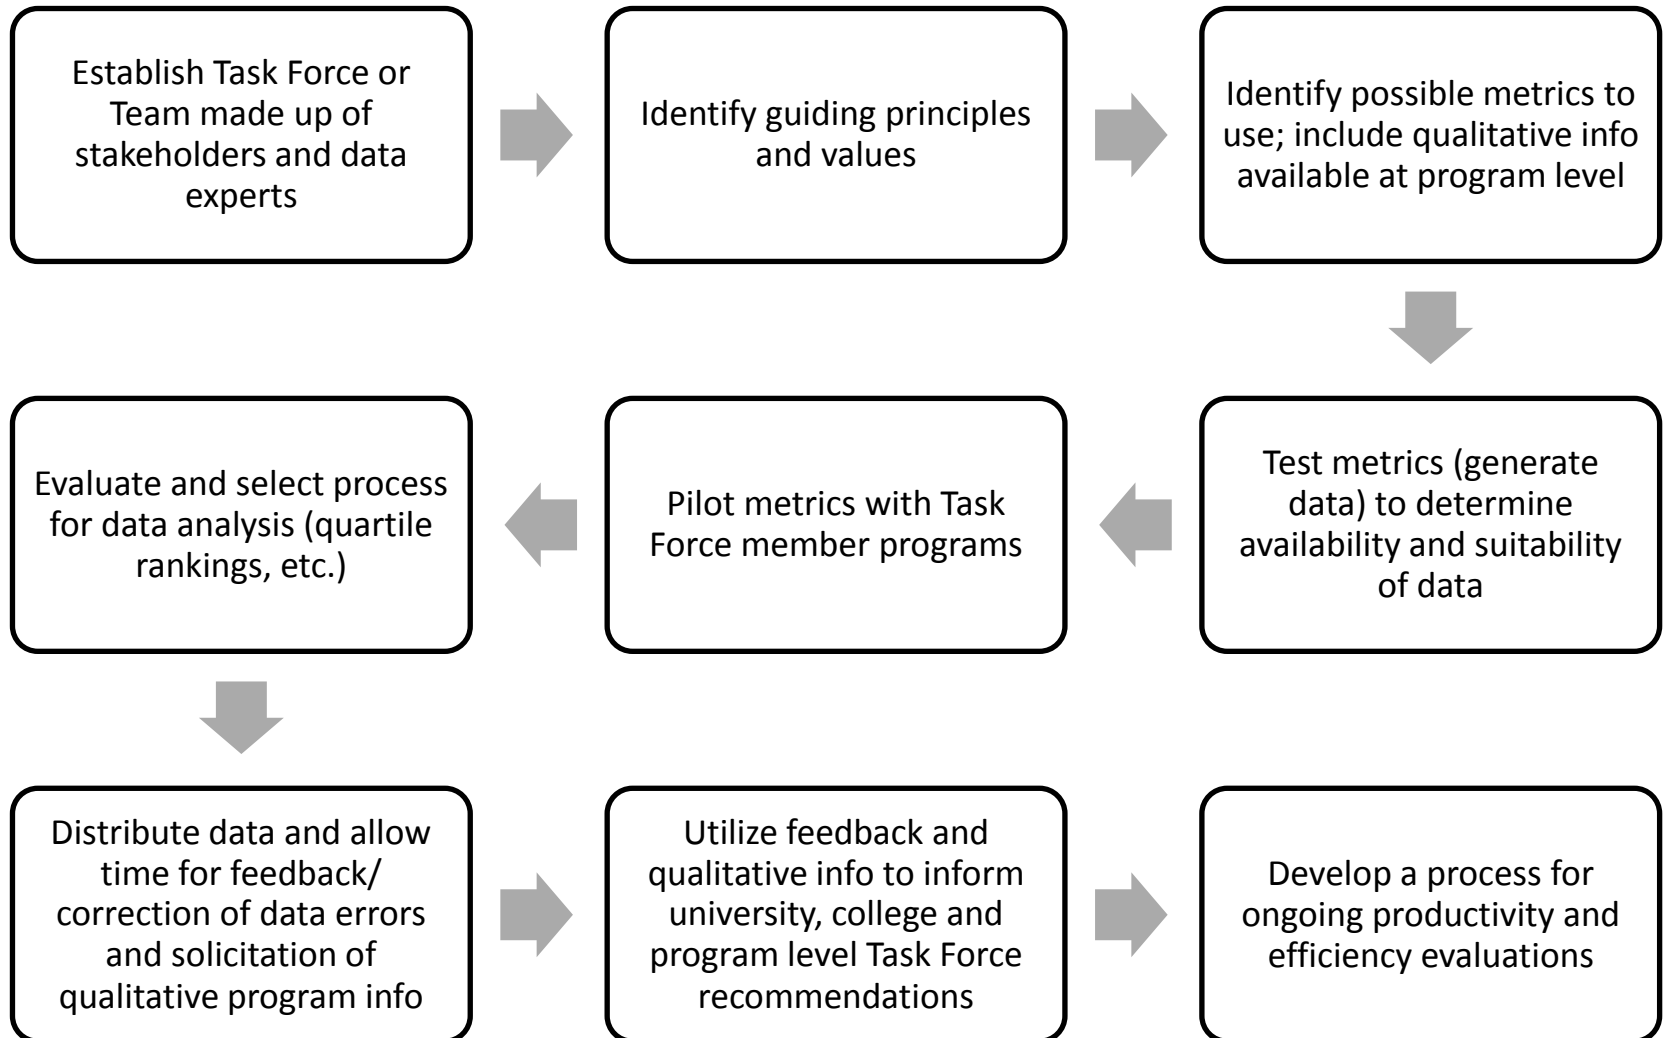 Establish Task Force or
Team made up of
stakeholders and data
experts
Identify guiding principles
and values
Identify possible metrics to
use; include qualitative info
available at program level
Test metrics (generate
data) to determine
availability and suitability
of data
Pilot metrics with Task
Force member programs
Evaluate and select process
for data analysis (quartile
rankings, etc.)
Distribute data and allow
time for feedback/
correction of data errors
and solicitation of
qualitative program info
Utilize feedback and
qualitative info to inform
university, college and
program level Task Force
recommendations
Develop a process for
ongoing productivity and
efficiency evaluations